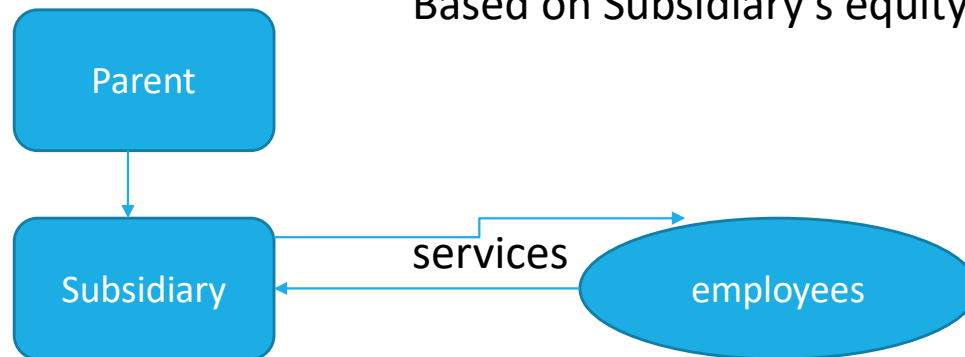 Based on Subsidiary's equity
Parent
services
Subsidiary
employees